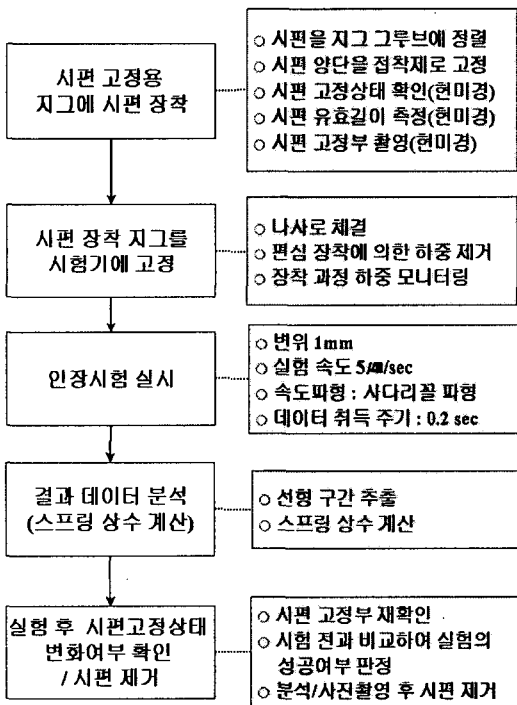 시편 고정용
지그에 시편 장착
○ 시편을 지그 그루브에 정렬
○ 시편 양단을 접착제로 고정
○ 시편 고정상태 확인(현미경)
○ 시편 유효길이 측정(현미경)
○ 시편 고정부 촬영(현미경)
시편 장착 지그를
시험기에 고정
○ 나사로 체결
○ 편심 장착에 의한 하중 제거
○ 장착 과정 하중 모니터링
인장시험 실시
○ 변위 1mm
○ 실험 속도 5㎛/sec
○ 속도파형 : 사다리꼴 파형
○ 데이터 취득 주기 : 0.2 sec
결과 데이터 분석
(스프링 상수 계산)
○ 선형 구간 추출
○ 스프링 상수 계산
실험 후 시편고정상태
변화여부 확인
/ 시편 제거
○ 시편 고정부 재확인
○ 시험 전과 비교하여 실험의
성공여부 판정
○ 분석/사진촬영 후 시편 제거